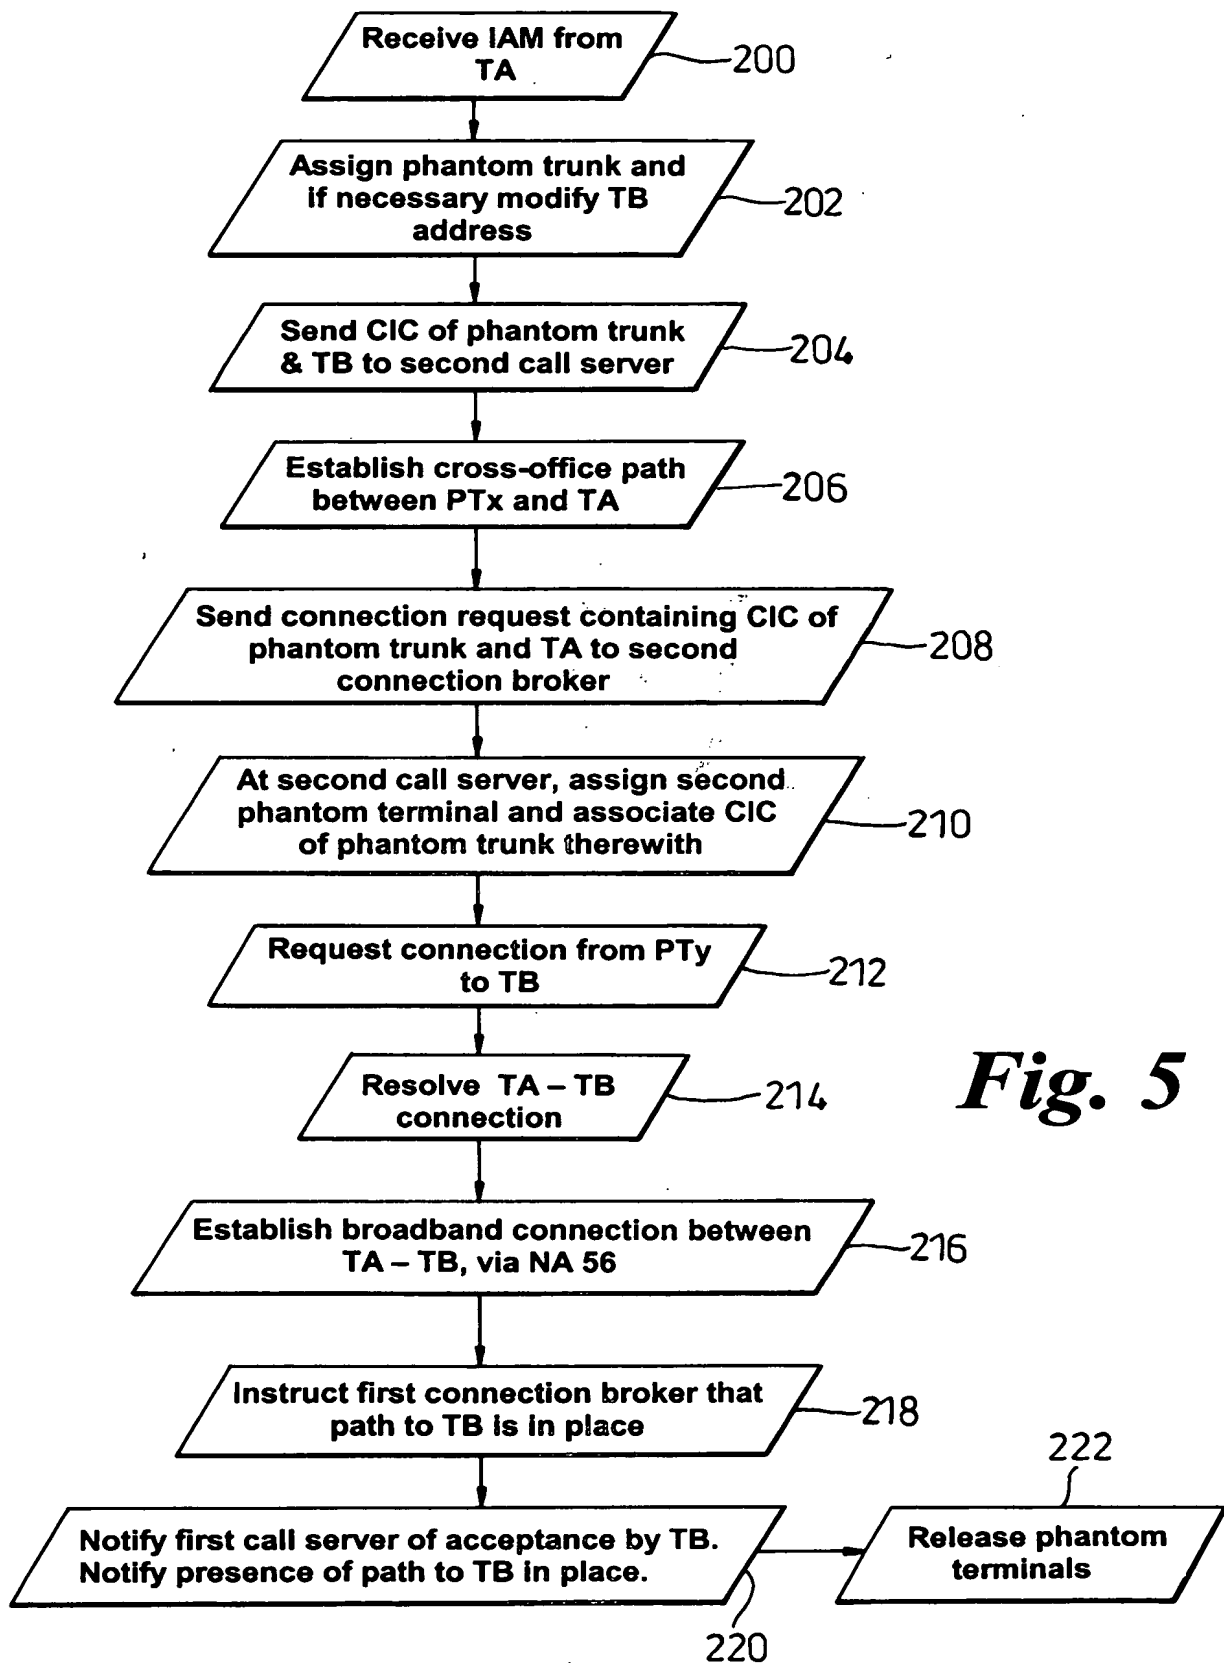 Receive IAM from
TA
200
Assign phantom trunk and
if necessary modify TB
address
202
Send CIC of phantom trunk
& TB to second call server
204
Establish cross-office path
between PTx and TA
206
Send connection request containing CIC of
phantom trunk and TA to second
connection broker
208
At second call server, assign second
phantom terminal and associate CIC
of phantom trunk therewith
210
Request connection from PTy
to TB
212
Resolve TA – TB
connection
214
Fig. 5
Establish broadband connection between
TA – TB, via NA 56
216
Instruct first connection broker that
path to TB is in place
218
Notify first call server of acceptance by TB.
Notify presence of path to TB in place.
220
222
Release phantom
terminals